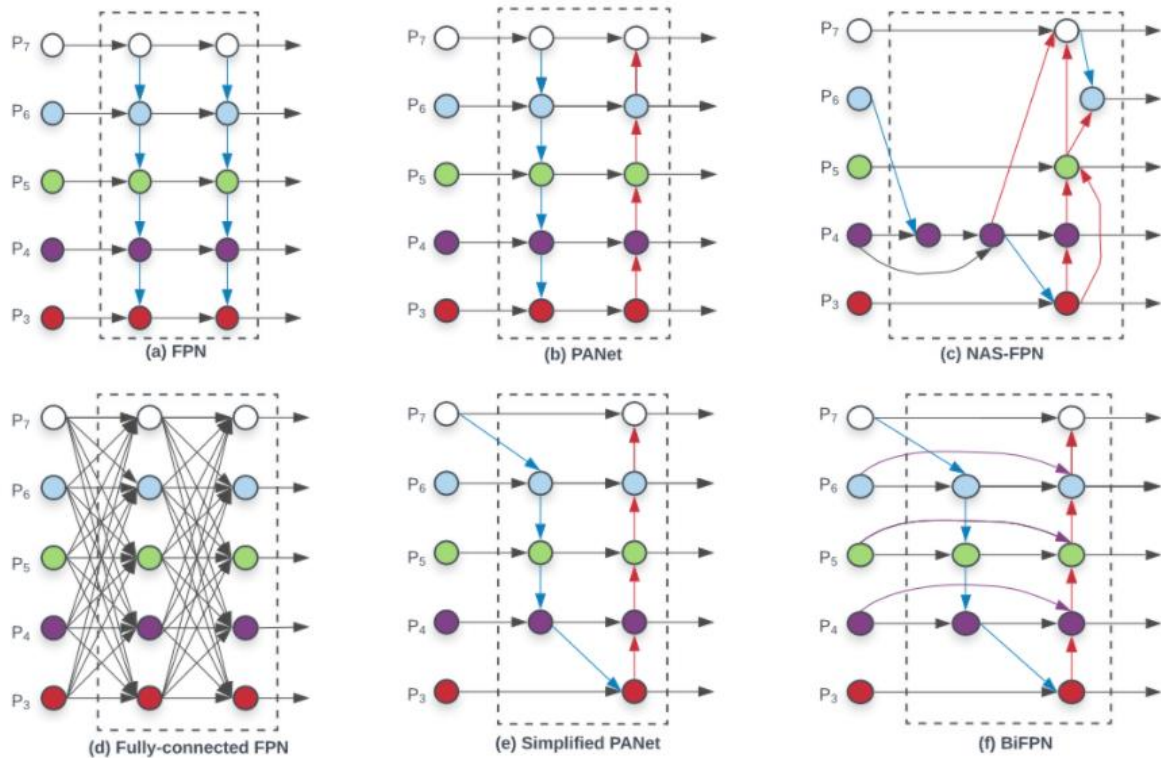 P7
P6
P5
P4
P3
(a) FPN
P7
P6
P5
P4
P3
(b) PANet
P7
P6
P5
P4
P3
(c) NAS-FPN
P7
P6
P5
P4
P3
(d) Fully-connected FPN
P7
P6
P5
P4
P3
(e) Simplified PANet
P7
P6
P5
P4
P3
(f) BiFPN